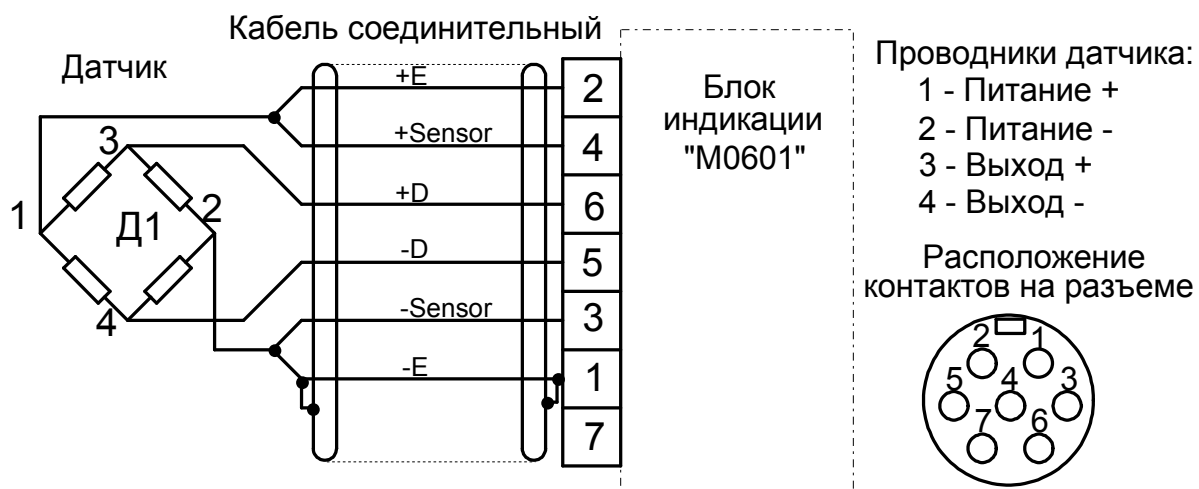 Кабель соединительный
Датчик
+E
+Sensor
+D
-D
-Sensor
-E
1
2
3
4
Д1
2
4
6
5
3
1
7
Блок
индикации
"М0601"
Проводники датчика:
1 - Питание +
2 - Питание -
3 - Выход +
4 - Выход -
Расположение
контактов на разъеме
2 1
5 4 3
7 6